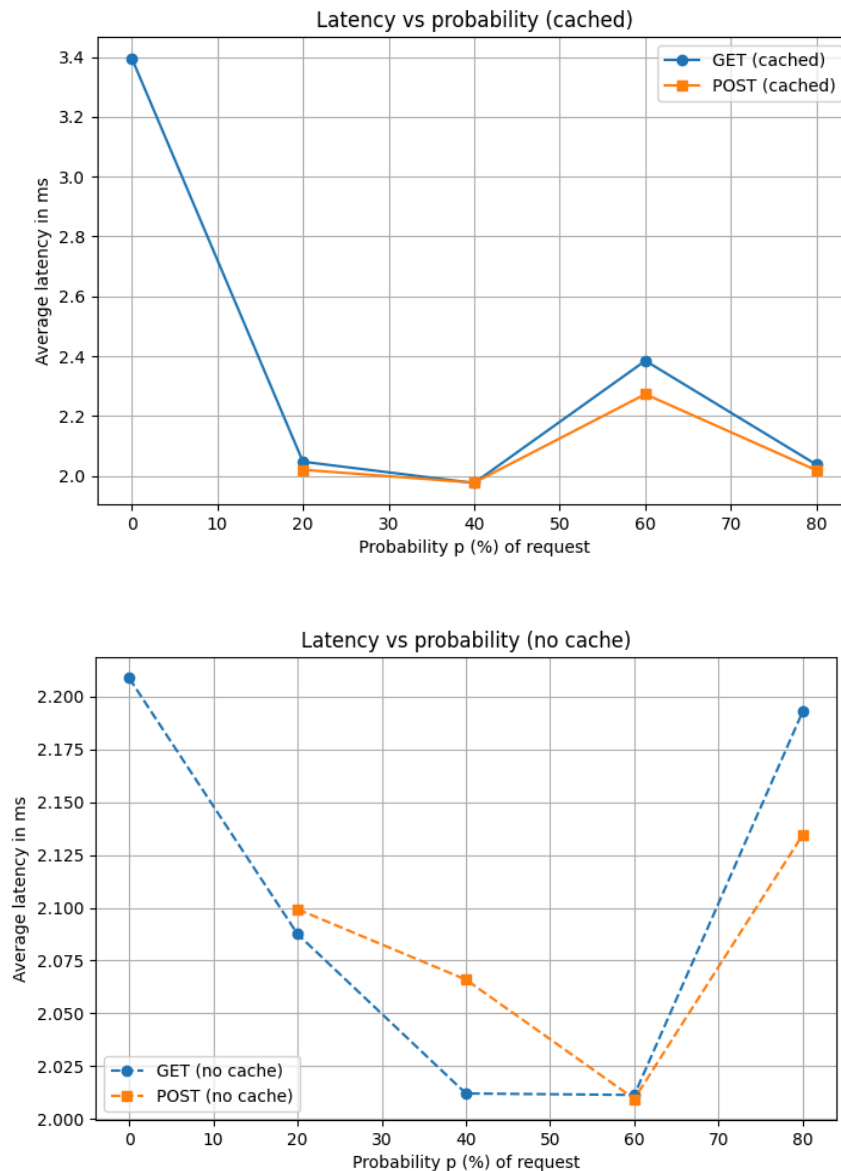 Latency vs probability (cached)
3.4
3.2
3.0
2.8
2.6
2.4
2.2
2.0
Average latency in ms
GET (cached)
POST (cached)
0 10 20 30 40 50 60 70 80
Probability p (%) of request
Latency vs probability (no cache)
2.200
2.175
2.150
2.125
2.100
2.075
2.050
2.025
2.000
Average latency in ms
GET (no cache)
POST (no cache)
0 10 20 30 40 50 60 70 80
Probability p (%) of request